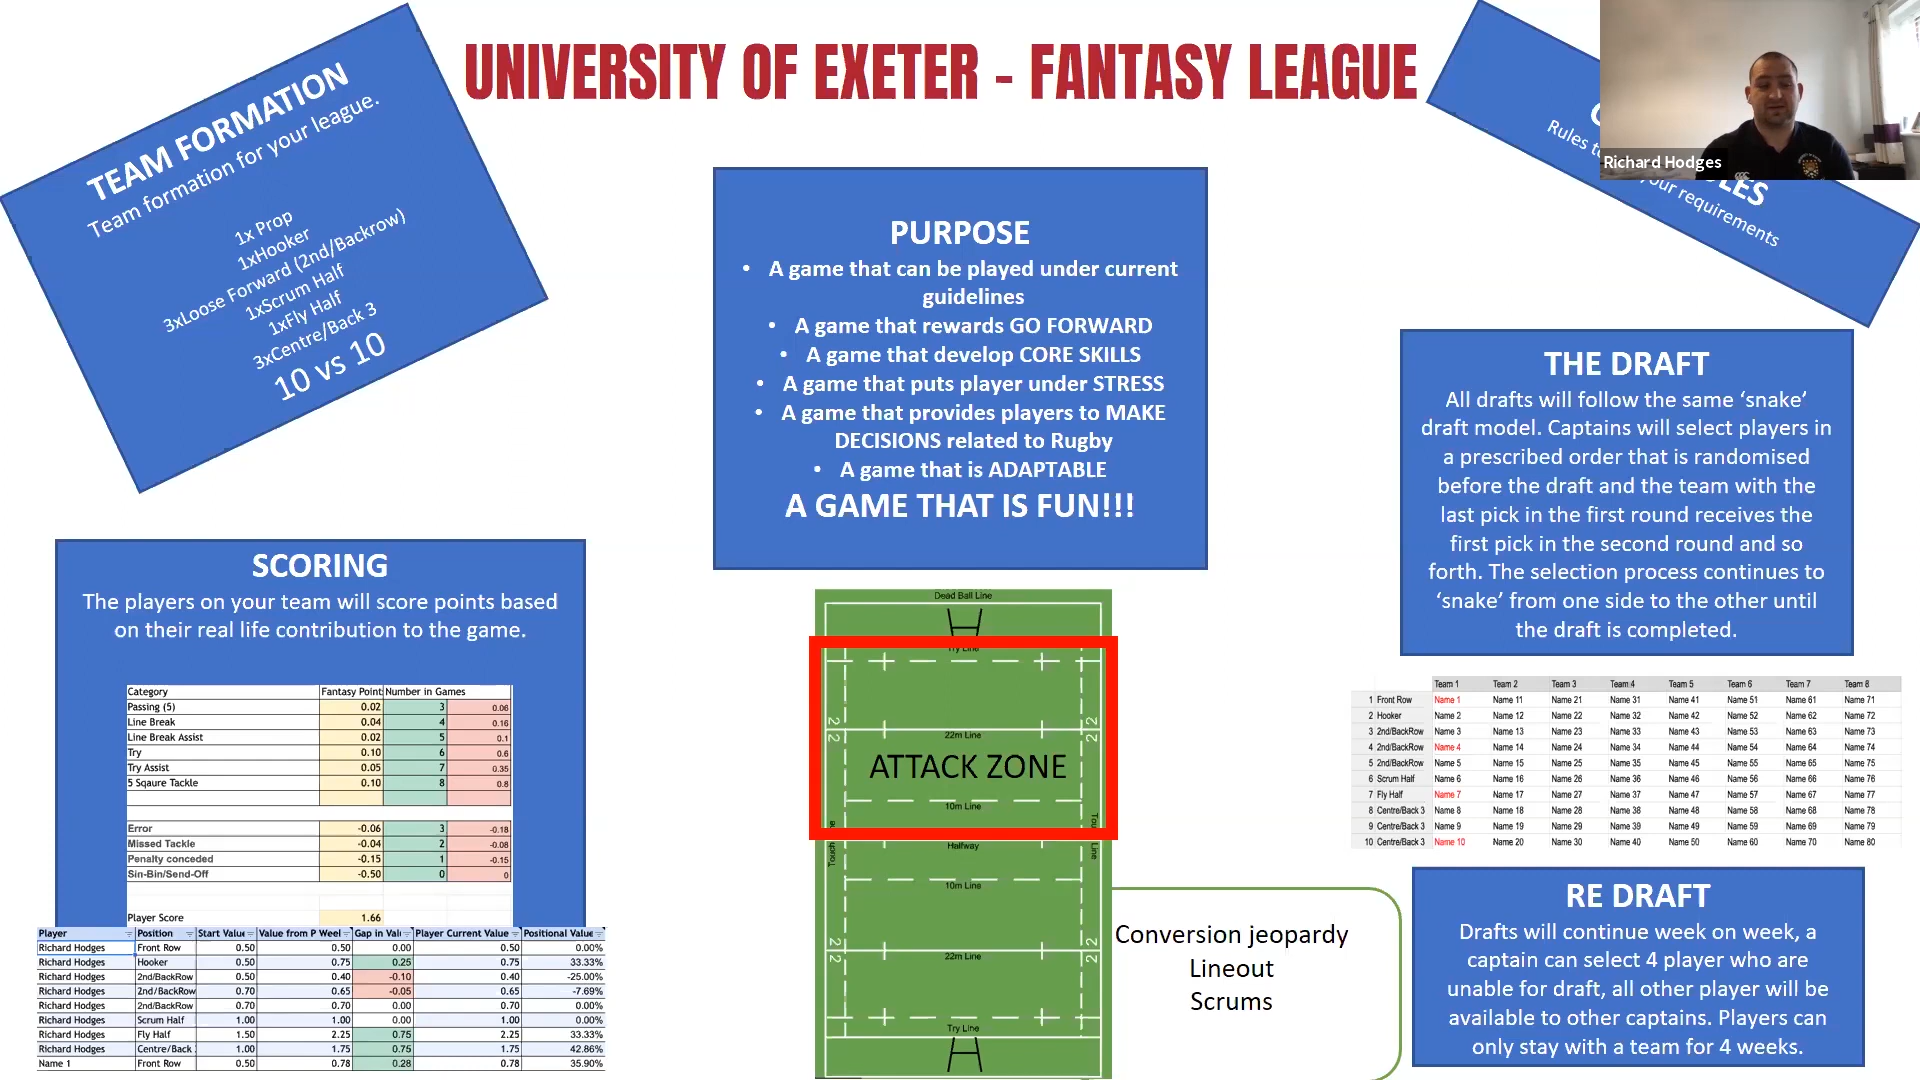 UNIVERSITY OF EXETER - FANTASY LEAGUE
TEAM FORMATION
Team formation for your league.
1x Prop
1xHooker
3xLoose Forward (2nd/Backrow)
1xScrum Half
1xFly Half
3xCentre/Back 3
10 vs 10
Rules
your requirements
Richard Hodges
PURPOSE
• A game that can be played under current
guidelines
• A game that rewards GO FORWARD
• A game that develop CORE SKILLS
• A game that puts player under STRESS
• A game that provides players to MAKE
DECISIONS related to Rugby
• A game that is ADAPTABLE
A GAME THAT IS FUN!!!
THE DRAFT
All drafts will follow the same ‘snake’
draft model. Captains will select players in
a prescribed order that is randomised
before the draft and the team with the
last pick in the first round receives the
first pick in the second round and so
forth. The selection process continues to
‘snake’ from one side to the other until
the draft is completed.
SCORING
The players on your team will score points based
on their real life contribution to the game.
Category Fantasy Point Number in Games
Passing (5) 0.02 3 0.06
Line Break 0.04 4 0.16
Line Break Assist 0.02 5 0.1
Try 0.10 6 0.6
Try Assist 0.05 7 0.35
5 Sqaure Tackle 0.10 8 0.8
Error -0.06 3 -0.18
Missed Tackle -0.04 2 -0.08
Penalty conceded -0.15 1 -0.15
Sin-Bin/Send-Off -0.50 0 0
Player Score 1.66
Player Position Start Value Value from P Weel Gap in Valu Player Current Value Positional Value
Richard Hodges Front Row 0.50 0.50 0.00 0.50 0.00%
Richard Hodges Hooker 0.50 0.75 0.25 0.75 33.33%
Richard Hodges 2nd/BackRow 0.50 0.40 -0.10 0.40 -25.00%
Richard Hodges 2nd/BackRow 0.70 0.65 -0.05 0.65 -7.69%
Richard Hodges 2nd/BackRow 0.70 0.70 0.00 0.70 0.00%
Richard Hodges Scrum Half 1.00 1.00 0.00 1.00 0.00%
Richard Hodges Fly Half 1.50 2.25 0.75 2.25 33.33%
Richard Hodges Centre/Back 1.00 1.75 0.75 1.75 42.86%
Name 1 Front Row 0.50 0.78 0.28 0.78 35.90%
Dead Ball Line
Try Line
22 22
22m Line
ATTACK ZONE
10m Line
Halfway
Touch Line
10m Line
22 22
22m Line
Try Line
Conversion jeopardy
Lineout
Scrums
Team 1 Team 2 Team 3 Team 4 Team 5 Team 6 Team 7 Team 8
1 Front Row Name 1 Name 11 Name 21 Name 31 Name 41 Name 51 Name 61 Name 71
2 Hooker Name 2 Name 12 Name 22 Name 32 Name 42 Name 52 Name 62 Name 72
3 2nd/BackRow Name 3 Name 13 Name 23 Name 33 Name 43 Name 53 Name 63 Name 73
4 2nd/BackRow Name 4 Name 14 Name 24 Name 34 Name 44 Name 54 Name 64 Name 74
5 2nd/BackRow Name 5 Name 15 Name 25 Name 35 Name 45 Name 55 Name 65 Name 75
6 Scrum Half Name 6 Name 16 Name 26 Name 36 Name 46 Name 56 Name 66 Name 76
7 Fly Half Name 7 Name 17 Name 27 Name 37 Name 47 Name 57 Name 67 Name 77
8 Centre/Back 3 Name 8 Name 18 Name 28 Name 38 Name 48 Name 58 Name 68 Name 78
9 Centre/Back 3 Name 9 Name 19 Name 29 Name 39 Name 49 Name 59 Name 69 Name 79
10 Centre/Back 3 Name 10 Name 20 Name 30 Name 40 Name 50 Name 60 Name 70 Name 80
RE DRAFT
Drafts will continue week on week, a
captain can select 4 player who are
unable for draft, all other player will be
available to other captains. Players can
only stay with a team for 4 weeks.